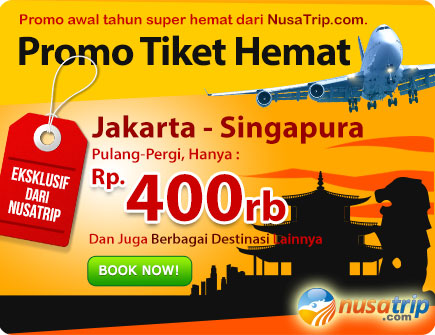 Promo awal tahun super hemat dari NusaTrip.com.
Promo Tiket Hemat
Jakarta - Singapura
Pulang-Pergi, Hanya :
Rp. 400rb
EKSKLUSIF
DARI
NUSATRIP
Dan Juga Berbagai Destinasi Lainnya
BOOK NOW!
nusatrip
.com